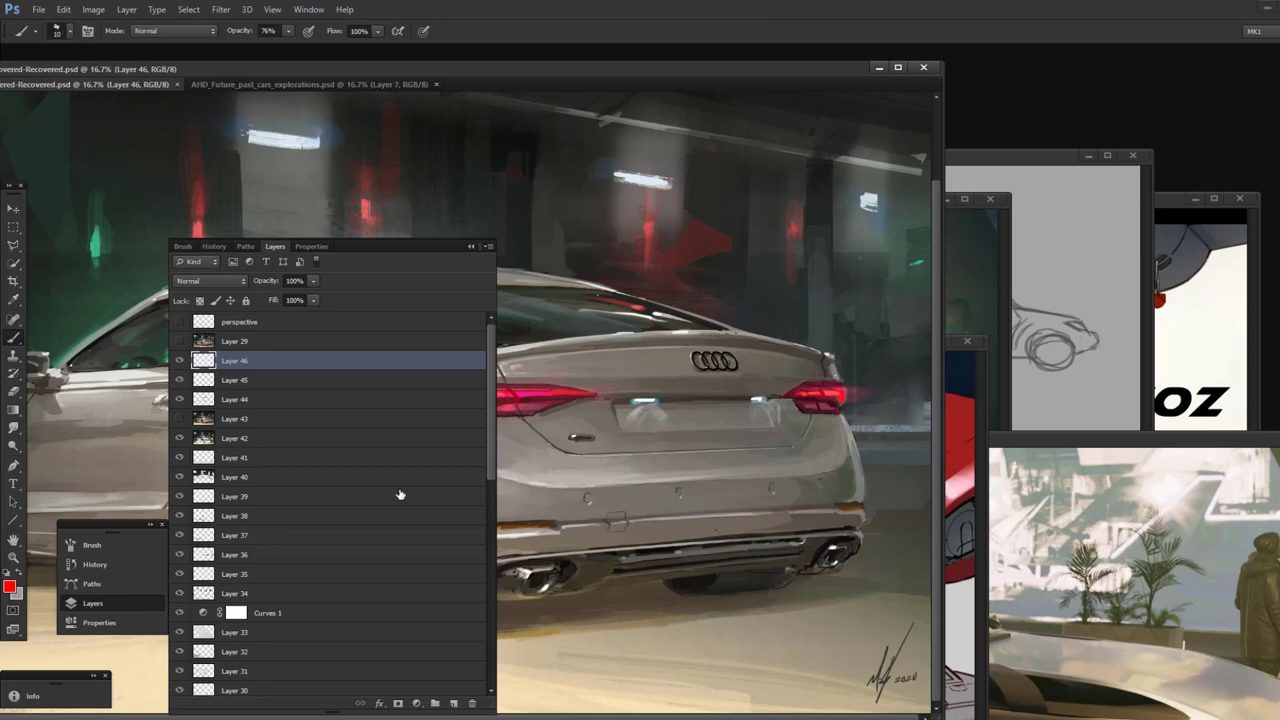 Ps File Edit Image Layer Type Select Filter 3D View Window Help
10 Mode: Normal Opacity: 76% Flow: 100% MK1
overed-Recovered.psd @ 16.7% (Layer 46, RGB/8)
ered-Recovered.psd @ 16.7% (Layer 46, RGB/8) × AHD_Future_past_cars_explorations.psd @ 16.7% (Layer 7, RGB/8) ×
Brush History Paths Layers Properties
Kind
Normal Opacity: 100%
Lock: Fill: 100%
perspective
Layer 29
Layer 46
Layer 45
Layer 44
Layer 43
Layer 42
Layer 41
Layer 40
Layer 39
Layer 38
Layer 37
Layer 36
Layer 35
Layer 34
Curves 1
Layer 33
Layer 32
Layer 31
Layer 30
fx
Brush
History
Paths
Layers
Properties
Info
oz
2020